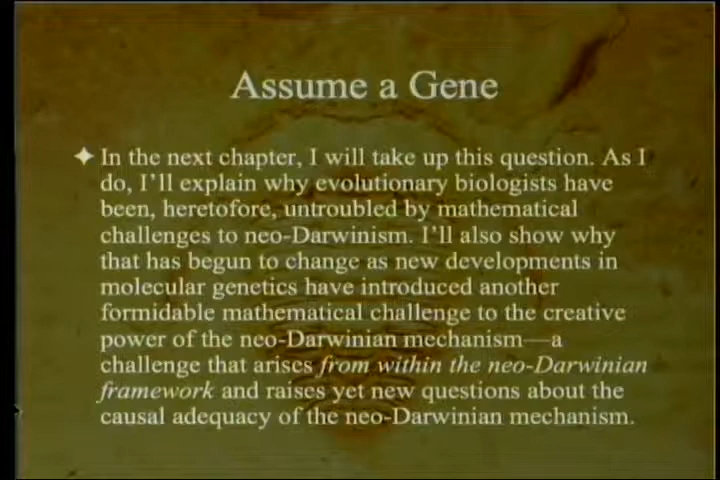 Assume a Gene
In the next chapter, I will take up this question. As I
do, I'll explain why evolutionary biologists have
been, heretofore, untroubled by mathematical
challenges to neo-Darwinism. I'll also show why
that has begun to change as new developments in
molecular genetics have introduced another
formidable mathematical challenge to the creative
power of the neo-Darwinian mechanism—a
challenge that arises from within the neo-Darwinian
framework and raises yet new questions about the
causal adequacy of the neo-Darwinian mechanism.